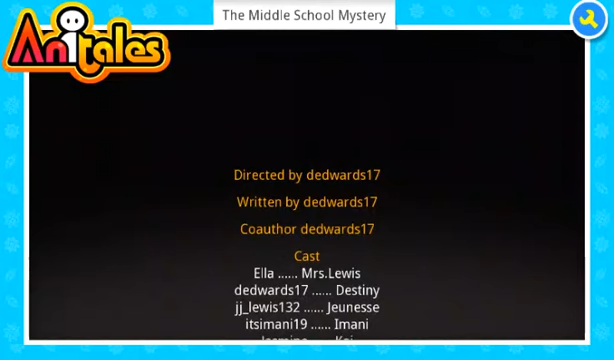 The Middle School Mystery
Anitales
Directed by dedwards17
Written by dedwards17
Coauthor dedwards17
Cast
Ella ...... Mrs.Lewis
dedwards17 ...... Destiny
jj_lewis132 ...... Jeunesse
itsimani19 ...... Imani